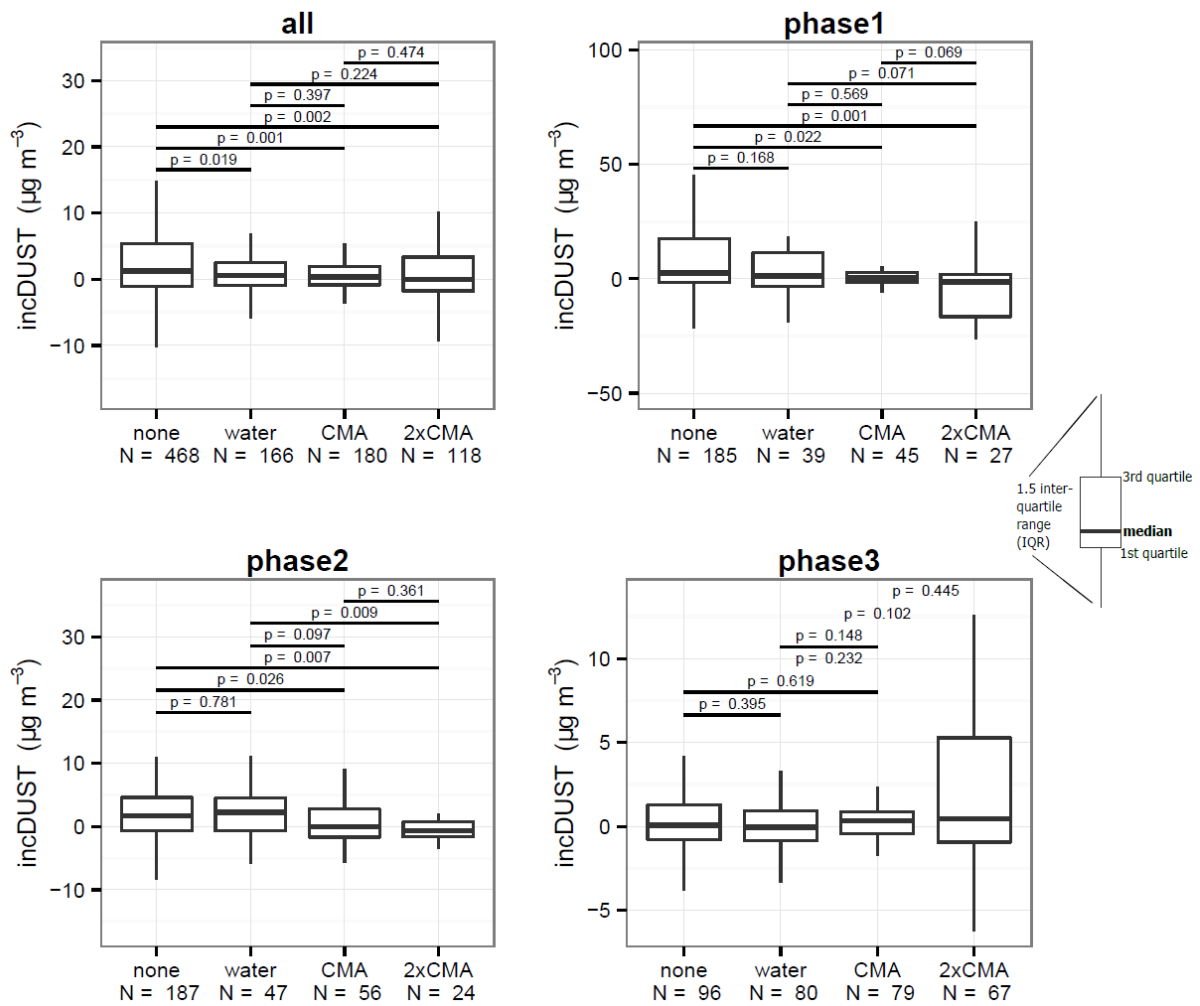 all
incDUST (µg m⁻³)
30
20
10
0
−10
p = 0.474
p = 0.224
p = 0.397
p = 0.002
p = 0.001
p = 0.019
none water CMA 2xCMA
N = 468 N = 166 N = 180 N = 118
phase1
incDUST (µg m⁻³)
100
50
0
−50
p = 0.069
p = 0.071
p = 0.569
p = 0.001
p = 0.022
p = 0.168
none water CMA 2xCMA
N = 185 N = 39 N = 45 N = 27
1.5 inter-
quartile
range
(IQR)
3rd quartile
median
1st quartile
phase2
incDUST (µg m⁻³)
30
20
10
0
−10
p = 0.361
p = 0.009
p = 0.097
p = 0.007
p = 0.026
p = 0.781
none water CMA 2xCMA
N = 187 N = 47 N = 56 N = 24
phase3
incDUST (µg m⁻³)
10
5
0
−5
p = 0.445
p = 0.102
p = 0.148
p = 0.232
p = 0.619
p = 0.395
none water CMA 2xCMA
N = 96 N = 80 N = 79 N = 67